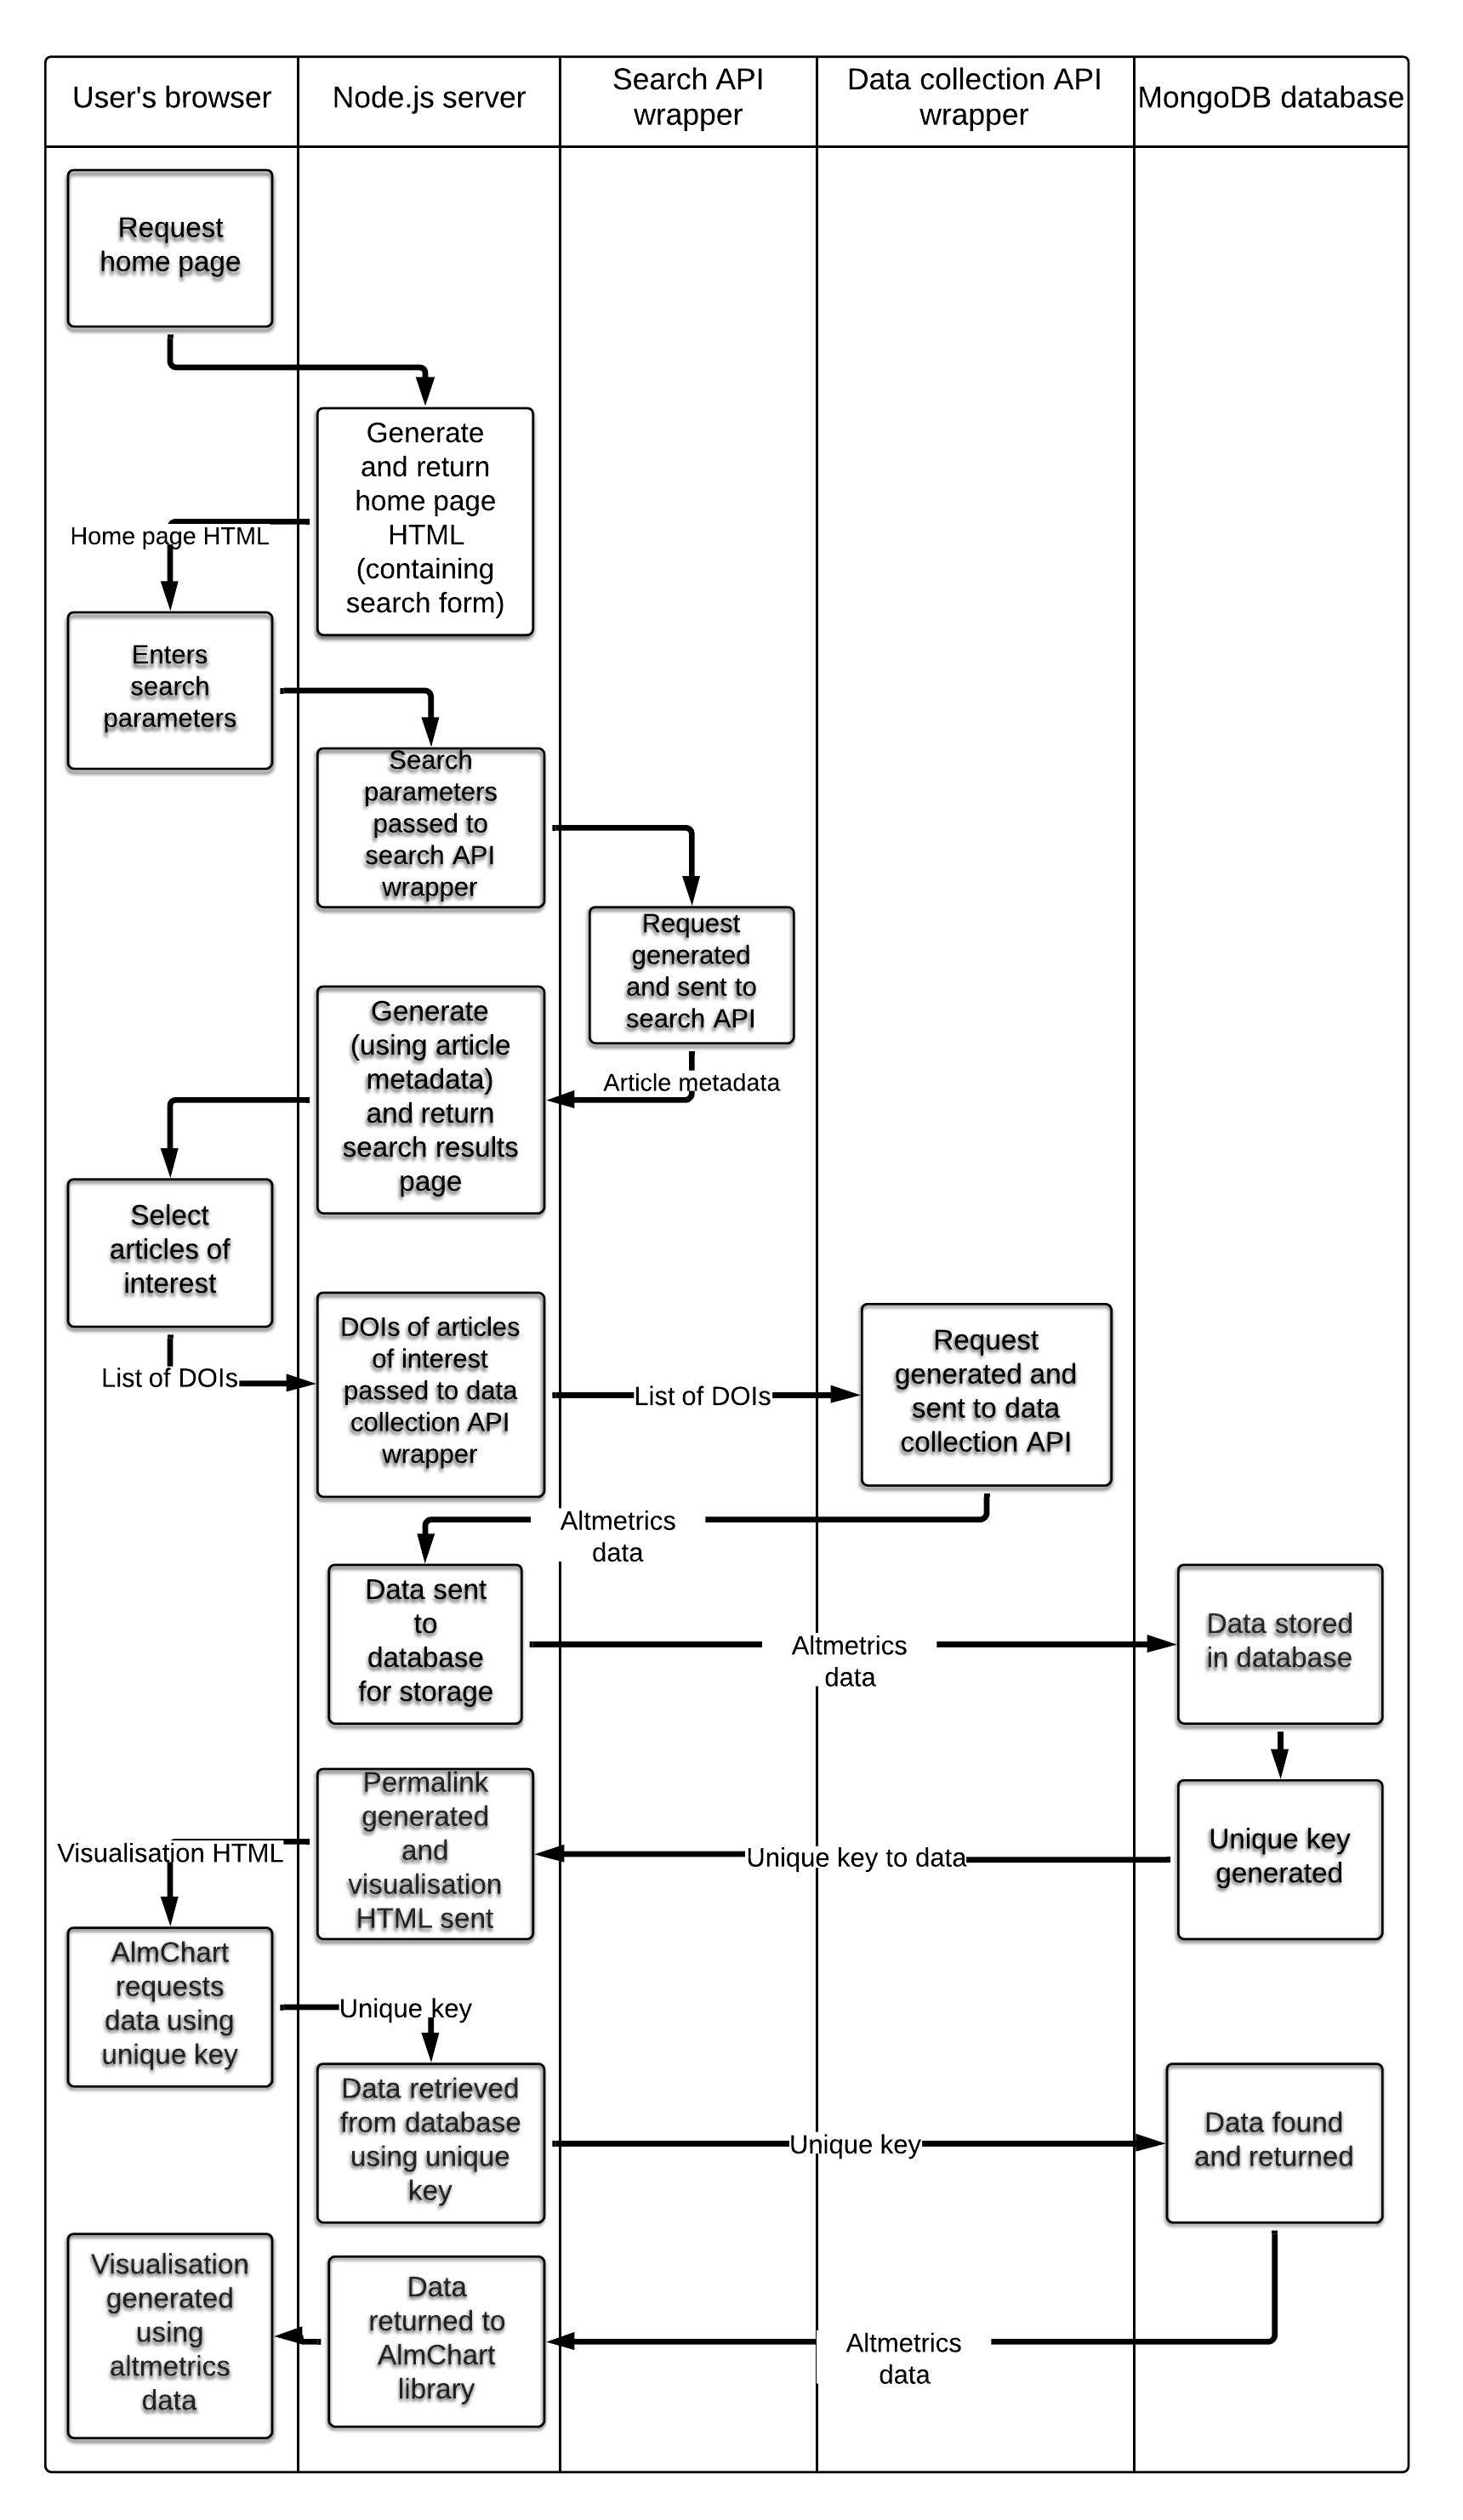 User's browser
Node.js server
Search API
wrapper
Data collection API
wrapper
MongoDB database
Request
home page
Generate
and return
home page
HTML
(containing
search form)
Home page HTML
Enters
search
parameters
Search
parameters
passed to
search API
wrapper
Request
generated
and sent to
search API
Article metadata
Generate
(using article
metadata)
and return
search results
page
Select
articles of
interest
List of DOIs
DOIs of articles
of interest
passed to data
collection API
wrapper
List of DOIs
Request
generated and
sent to data
collection API
Altmetrics
data
Data sent
to
database
for storage
Altmetrics
data
Data stored
in database
Unique key
generated
Unique key to data
Permalink
generated
and
visualisation
HTML sent
Visualisation HTML
AlmChart
requests
data using
unique key
Unique key
Data retrieved
from database
using unique
key
Unique key
Data found
and returned
Altmetrics
data
Data
returned to
AlmChart
library
Visualisation
generated
using
altmetrics
data